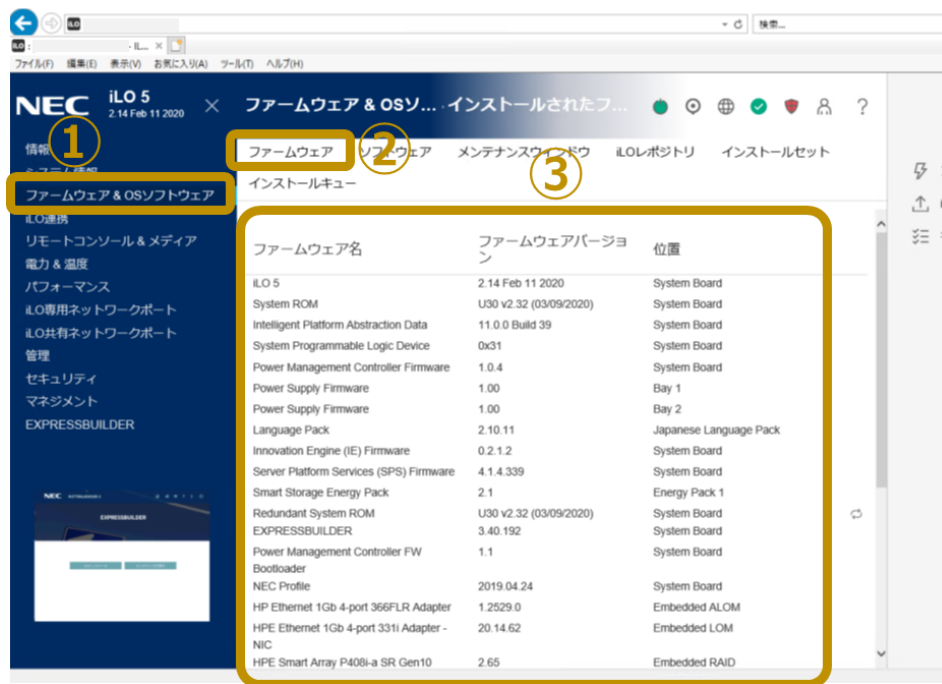 iLO
検索...
iLO :
- iL...
ファイル(F) 編集(E) 表示(V) お気に入り(A) ツール(T) ヘルプ(H)
NEC iLO 5
2.14 Feb 11 2020
ファームウェア & OSソ... - インストールされたフ...
?
①
②
③
情報
システム情報
ファームウェア & OSソフトウェア
iLO連携
リモートコンソール & メディア
電力 & 温度
パフォーマンス
iLO専用ネットワークポート
iLO共有ネットワークポート
管理
セキュリティ
マネジメント
EXPRESSBUILDER
NEC
EXPRESSBUILDER
ファームウェア ソフトウェア メンテナンスウィンドウ iLOレポジトリ インストールセット
インストールキュー
ファームウェア名 ファームウェアバージョン 位置
iLO 5 2.14 Feb 11 2020 System Board
System ROM U30 v2.32 (03/09/2020) System Board
Intelligent Platform Abstraction Data 11.0.0 Build 39 System Board
System Programmable Logic Device 0x31 System Board
Power Management Controller Firmware 1.0.4 System Board
Power Supply Firmware 1.00 Bay 1
Power Supply Firmware 1.00 Bay 2
Language Pack 2.10.11 Japanese Language Pack
Innovation Engine (IE) Firmware 0.2.1.2 System Board
Server Platform Services (SPS) Firmware 4.1.4.339 System Board
Smart Storage Energy Pack 2.1 Energy Pack 1
Redundant System ROM U30 v2.32 (03/09/2020) System Board
EXPRESSBUILDER 3.40.192 System Board
Power Management Controller FW 1.1 System Board
Bootloader
NEC Profile 2019.04.24 System Board
HP Ethernet 1Gb 4-port 366FLR Adapter 1.2529.0 Embedded ALOM
HPE Ethernet 1Gb 4-port 331i Adapter - 20.14.62 Embedded LOM
NIC
HPE Smart Array P408i-a SR Gen10 2.65 Embedded RAID